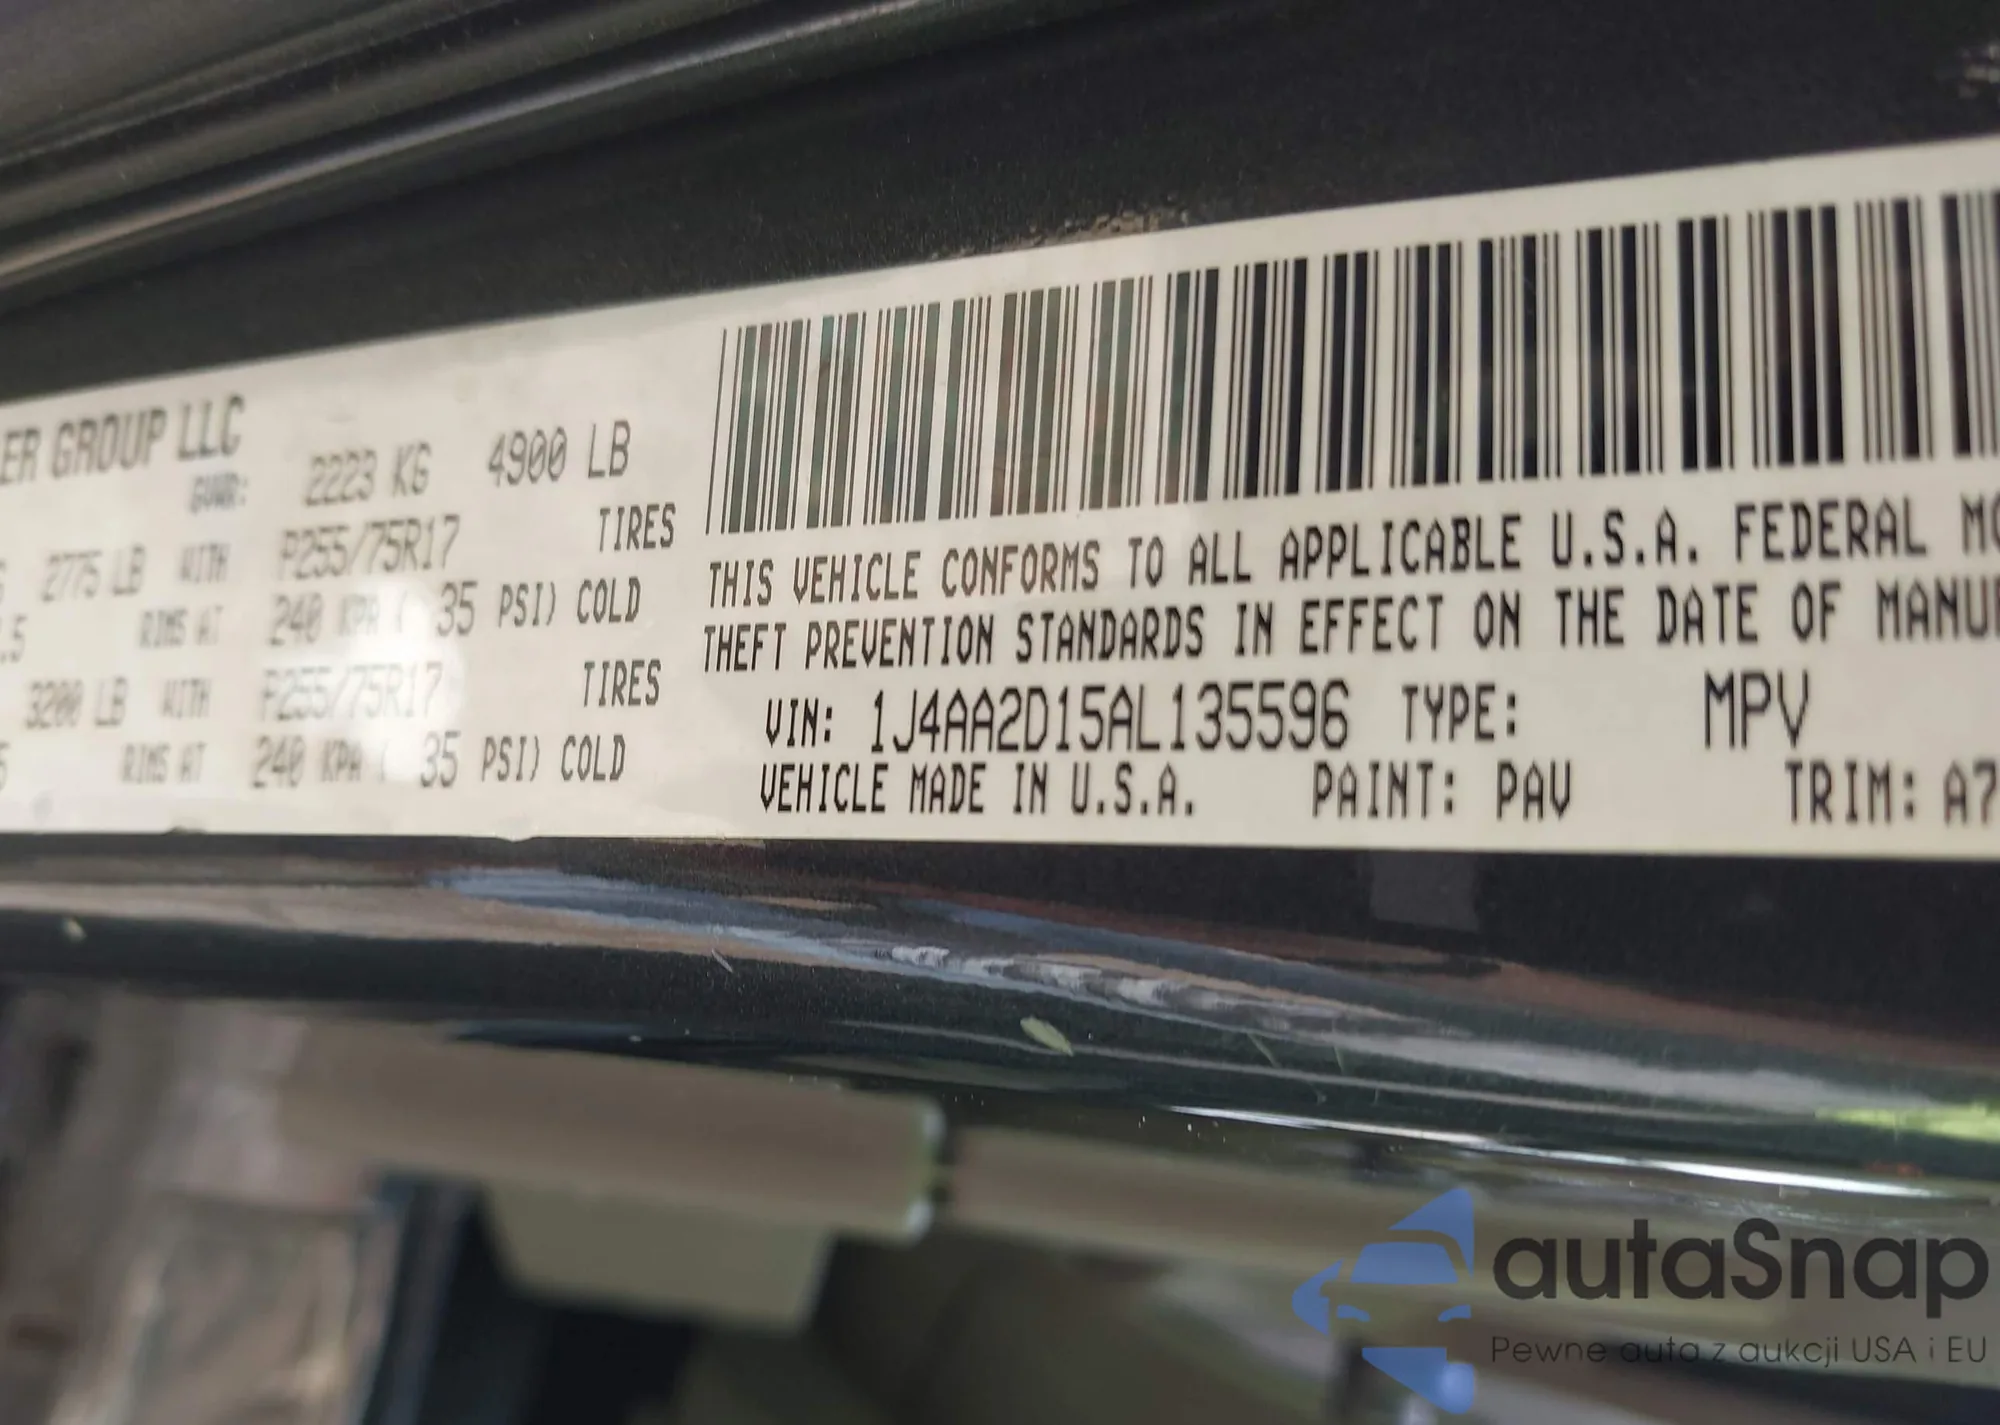 ER GROUP LLC
GVWR: 2223 KG 4900 LB
2775 LB WITH P255/75R17 TIRES
.5 RIMS AT 240 KPA ( 35 PSI) COLD
3200 LB WITH P255/75R17 TIRES
5 RIMS AT 240 KPA ( 35 PSI) COLD
THIS VEHICLE CONFORMS TO ALL APPLICABLE U.S.A. FEDERAL MO
THEFT PREVENTION STANDARDS IN EFFECT ON THE DATE OF MANU
VIN: 1J4AA2D15AL135596 TYPE: MPV
VEHICLE MADE IN U.S.A. PAINT: PAV TRIM: A7
autaSnap
Pewne auta z aukcji USA i EU